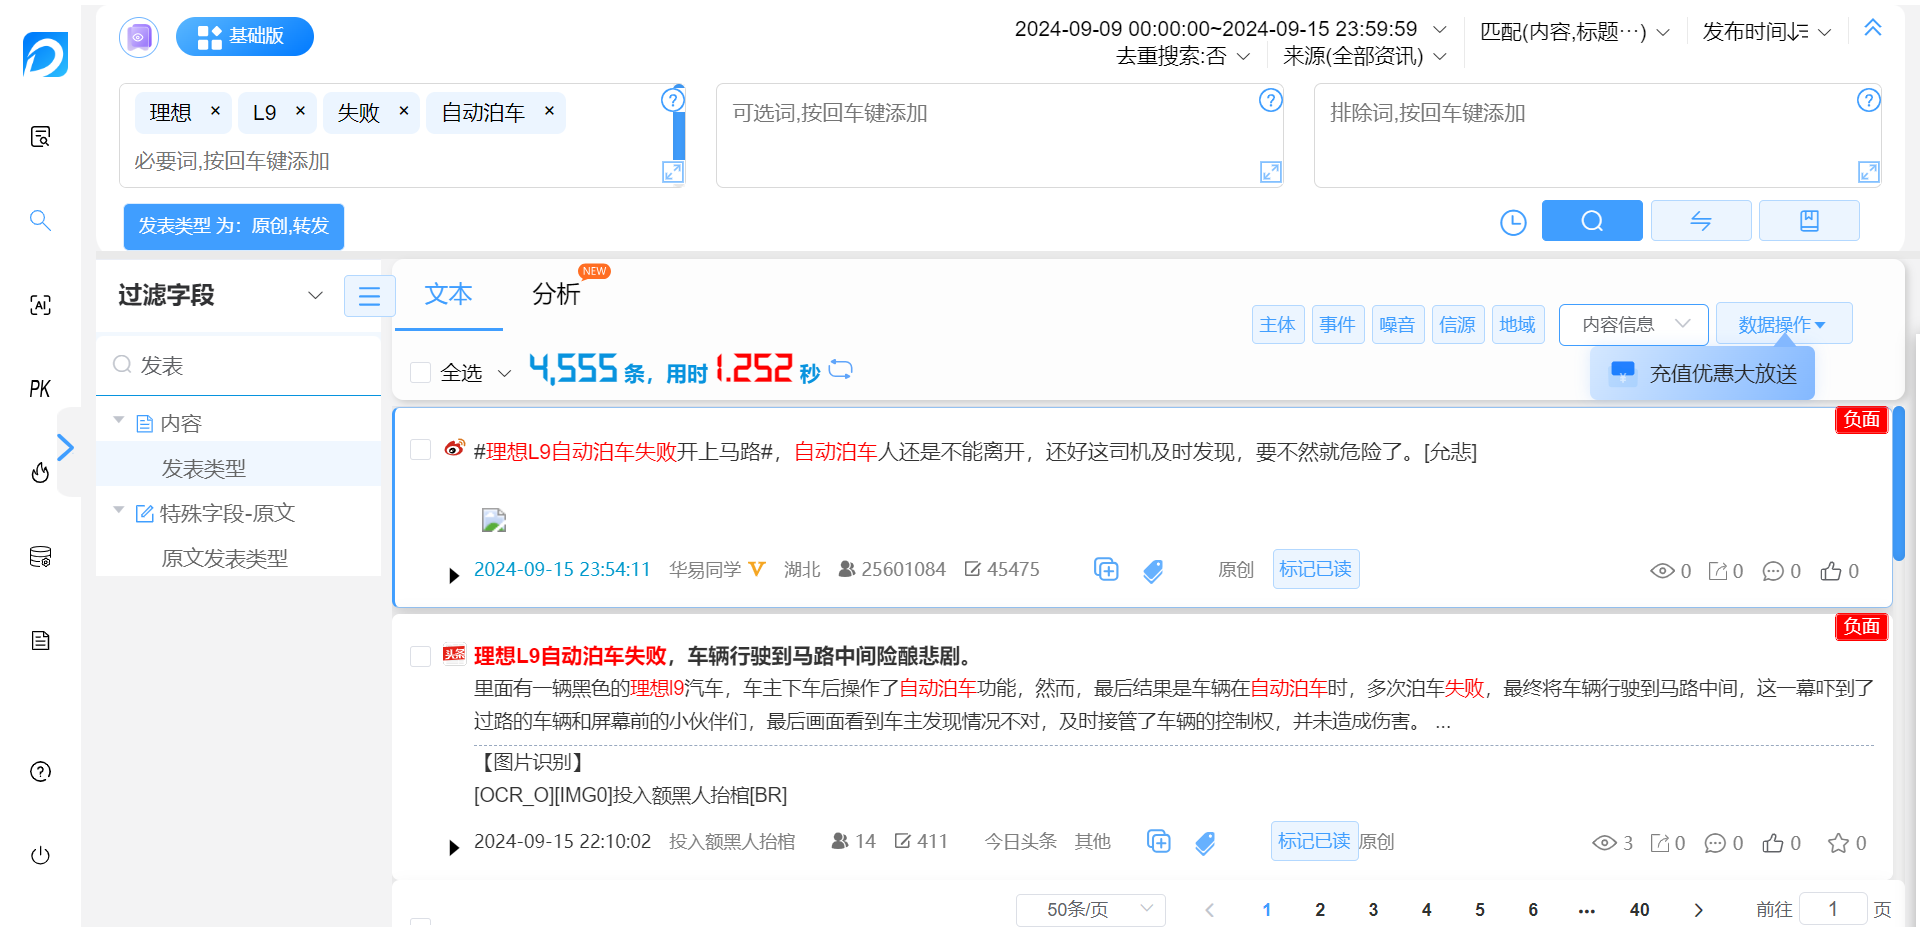 基础版
2024-09-09 00:00:00~2024-09-15 23:59:59
匹配(内容,标题···)
发布时间
去重搜索:否
来源(全部资讯)
理想 × L9 × 失败 × 自动泊车 ×
必要词,按回车键添加
可选词,按回车键添加
排除词,按回车键添加
发表类型 为: 原创,转发
AI
PK
过滤字段
发表
内容
发表类型
特殊字段-原文
原文发表类型
文本
分析
NEW
主体 事件 噪音 信源 地域 内容信息 数据操作
充值优惠大放送
全选 4,555 条, 用时 1.252 秒
负面
#理想L9自动泊车失败开上马路#，自动泊车人还是不能离开，还好这司机及时发现，要不然就危险了。[允悲]
2024-09-15 23:54:11 华易同学 V 湖北 25601084 45475 原创 标记已读 0 0 0 0
负面
头条 理想L9自动泊车失败，车辆行驶到马路中间险酿悲剧。
里面有一辆黑色的理想l9汽车，车主下车后操作了自动泊车功能，然而，最后结果是车辆在自动泊车时，多次泊车失败，最终将车辆行驶到马路中间，这一幕吓到了
过路的车辆和屏幕前的小伙伴们，最后画面看到车主发现情况不对，及时接管了车辆的控制权，并未造成伤害。 ...
【图片识别】
[OCR_O][IMG0]投入额黑人抬棺[BR]
2024-09-15 22:10:02 投入额黑人抬棺 14 411 今日头条 其他 标记已读 原创 3 0 0 0 0
50条/页 < 1 2 3 4 5 6 ··· 40 > 前往 1 页